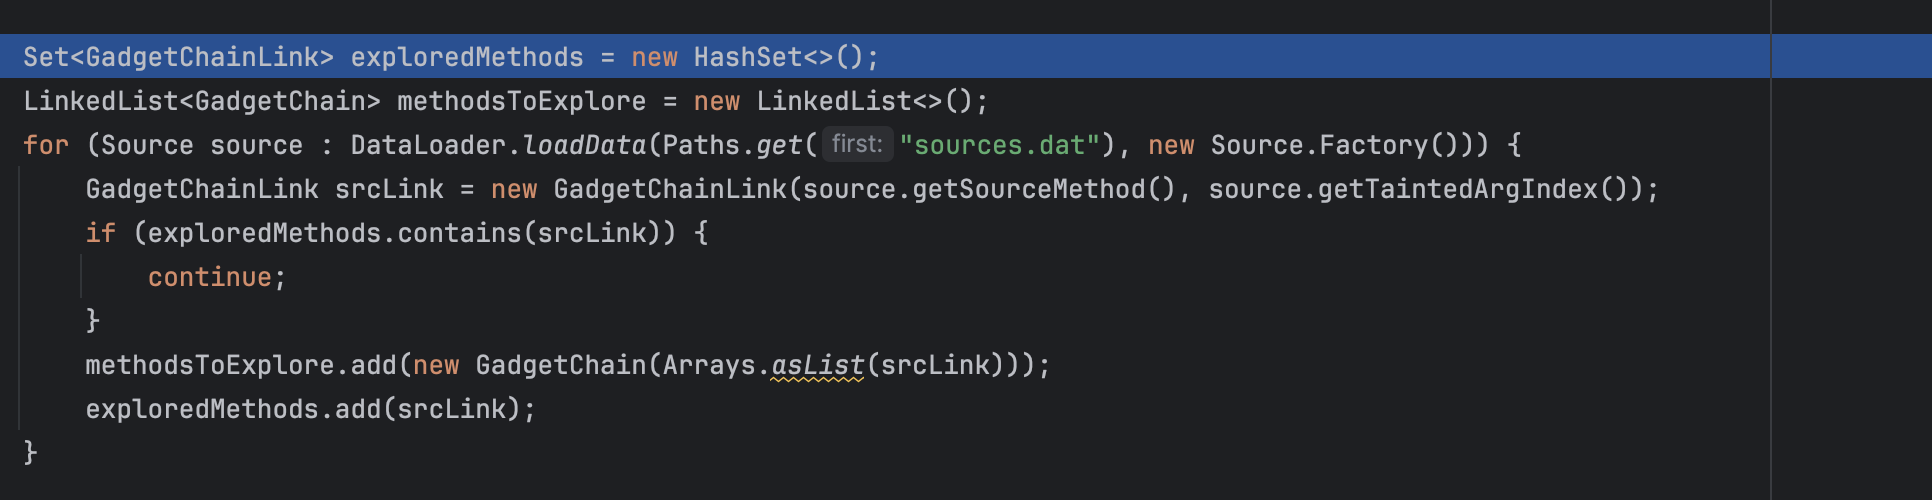 Set<GadgetChainLink> exploredMethods = new HashSet<>();
LinkedList<GadgetChain> methodsToExplore = new LinkedList<>();
for (Source source : DataLoader.loadData(Paths.get( first: "sources.dat"), new Source.Factory())) {
    GadgetChainLink srcLink = new GadgetChainLink(source.getSourceMethod(), source.getTaintedArgIndex());
    if (exploredMethods.contains(srcLink)) {
        continue;
    }
    methodsToExplore.add(new GadgetChain(Arrays.asList(srcLink)));
    exploredMethods.add(srcLink);
}